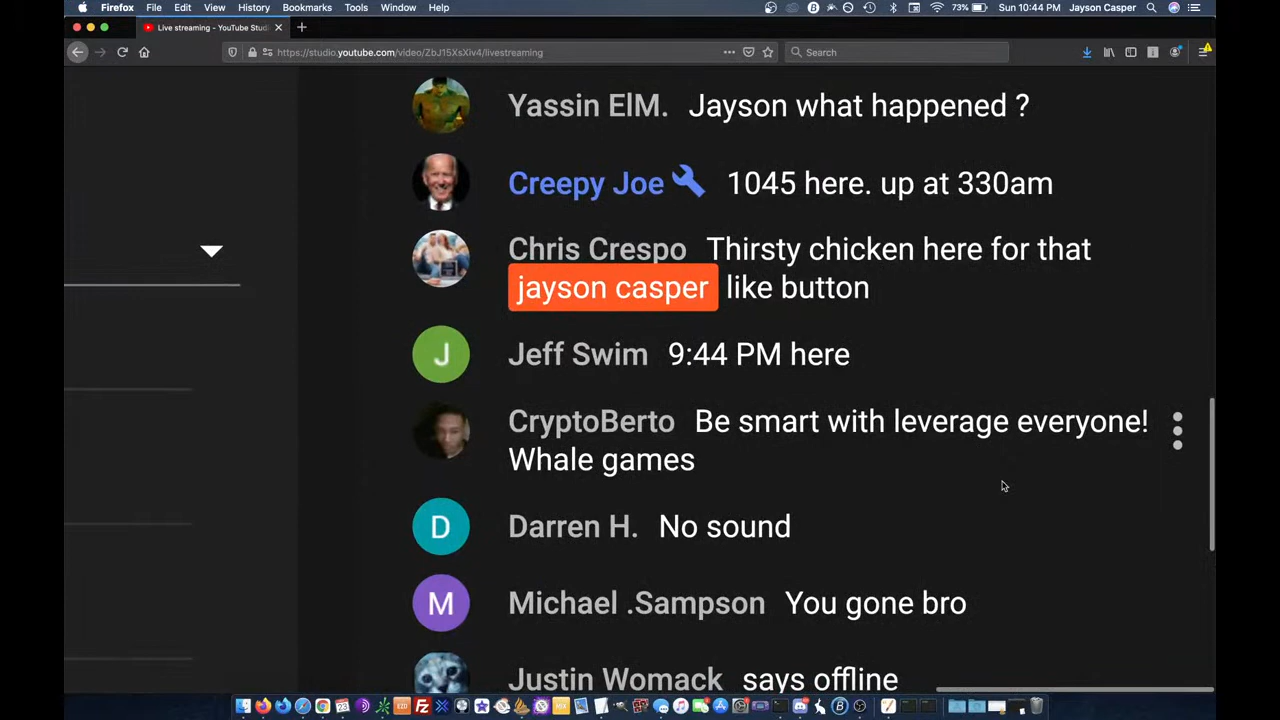 Firefox File Edit View History Bookmarks Tools Window Help 73% Sun 10:44 PM Jayson Casper
Live streaming - YouTube Stud
https://studio.youtube.com/video/ZbJ15XsXiv4/livestreaming Search
Yassin ElM. Jayson what happened ?
Creepy Joe 1045 here. up at 330am
Chris Crespo Thirsty chicken here for that
jayson casper like button
J Jeff Swim 9:44 PM here
CryptoBerto Be smart with leverage everyone!
Whale games
D Darren H. No sound
M Michael .Sampson You gone bro
Justin Womack says offline